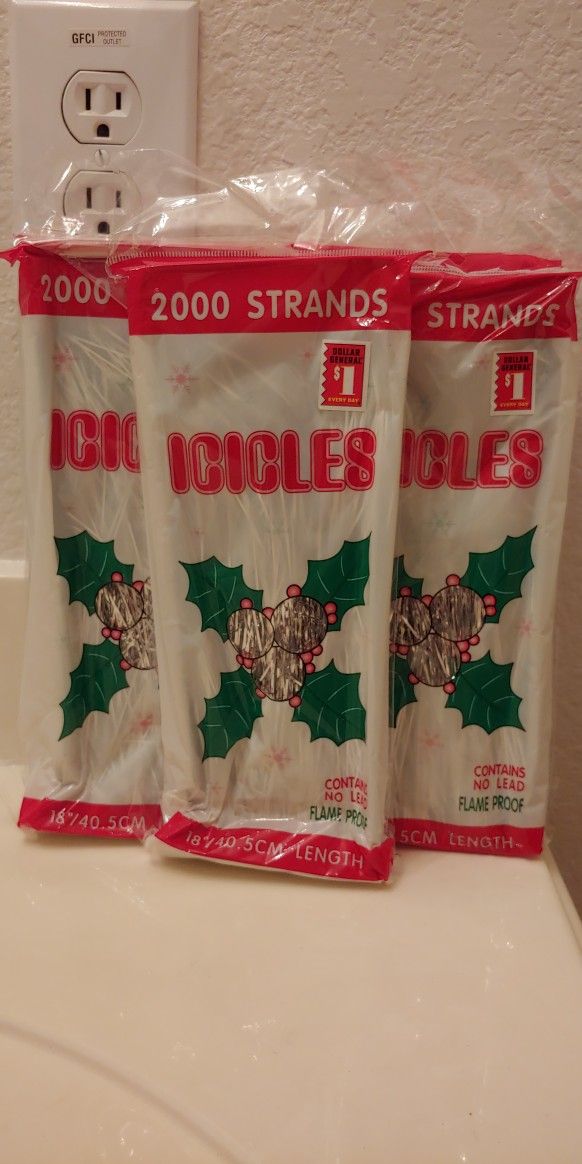 GFCI PROTECTED
OUTLET
2000
ICIC
18"/40.5CM
2000 STRANDS
DOLLAR
GENERAL
$1
EVERY DAY
ICICLES
CONTAINS
NO LEAD
FLAME PROOF
18"/40.5CM LENGTH
STRANDS
DOLLAR
GENERAL
$1
EVERY DAY
ICLES
CONTAINS
NO LEAD
FLAME PROOF
5CM LENGTH